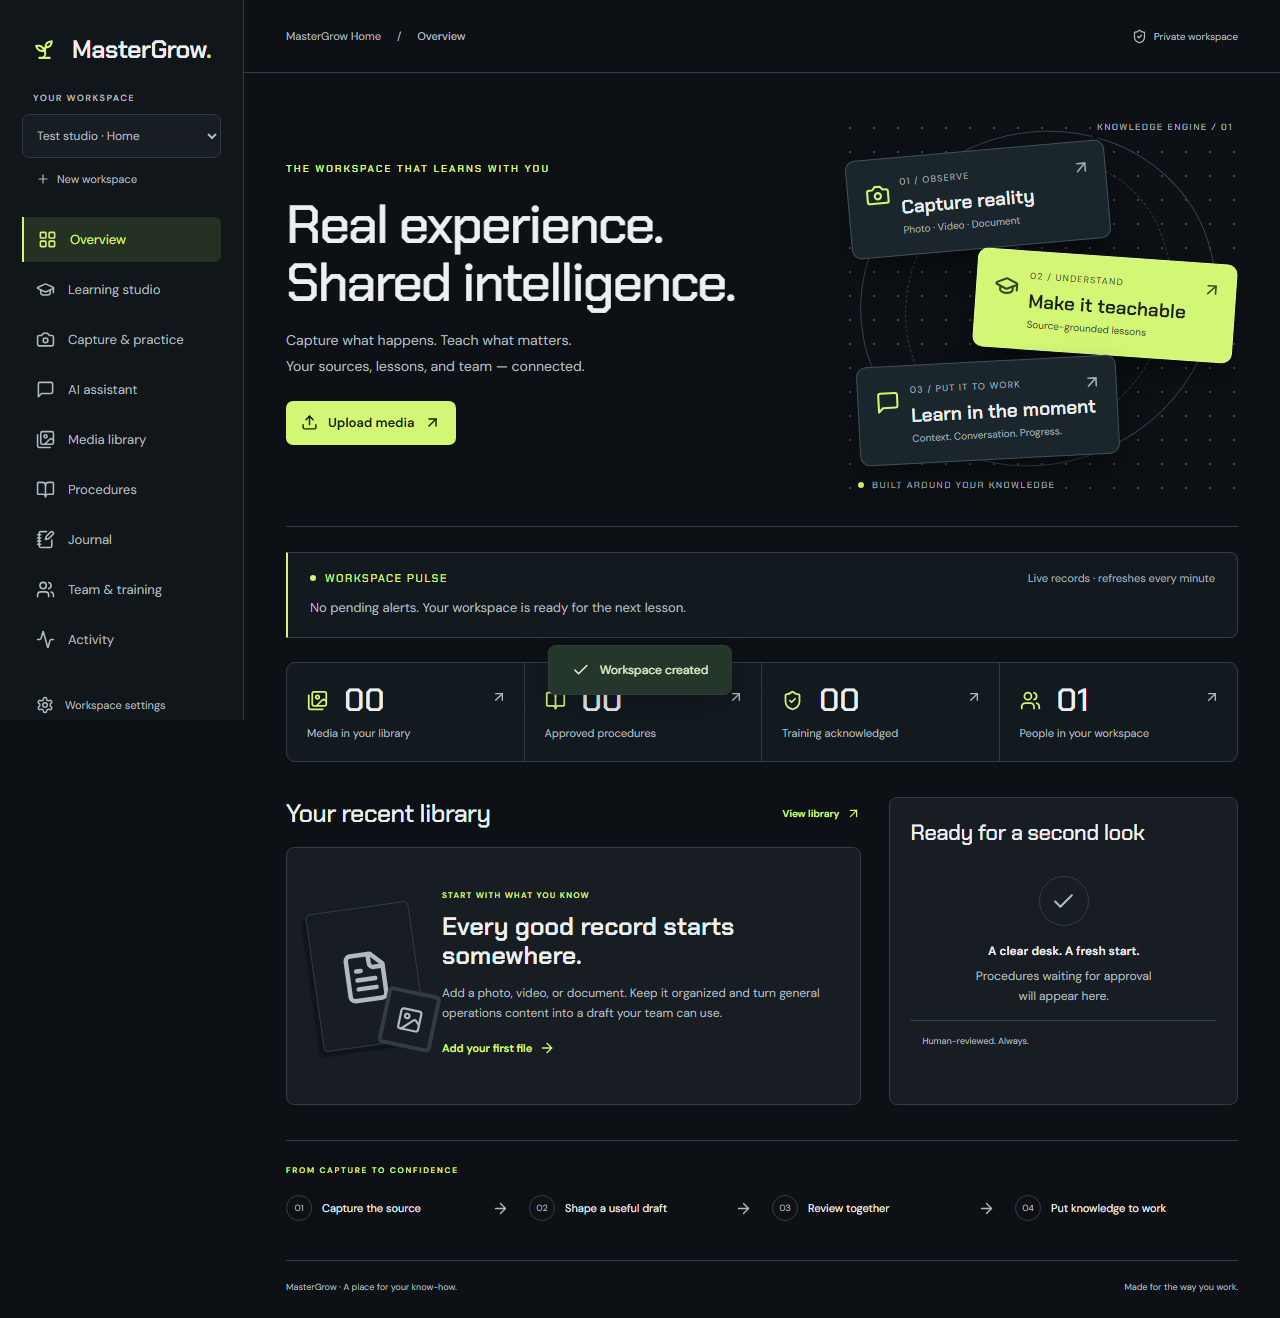 MasterGrow.
YOUR WORKSPACE
Test studio · Home
New workspace
Overview
Learning studio
Capture & practice
AI assistant
Media library
Procedures
Journal
Team & training
Activity
Workspace settings
MasterGrow Home / Overview
Private workspace
THE WORKSPACE THAT LEARNS WITH YOU
Real experience.
Shared intelligence.
Capture what happens. Teach what matters.
Your sources, lessons, and team — connected.
Upload media
KNOWLEDGE ENGINE / 01
01 / OBSERVE
Capture reality
Photo · Video · Document
02 / UNDERSTAND
Make it teachable
Source-grounded lessons
03 / PUT IT TO WORK
Learn in the moment
Context. Conversation. Progress.
BUILT AROUND YOUR KNOWLEDGE
WORKSPACE PULSE
Live records · refreshes every minute
No pending alerts. Your workspace is ready for the next lesson.
Workspace created
00
Media in your library
00
Approved procedures
00
Training acknowledged
01
People in your workspace
Your recent library
View library
START WITH WHAT YOU KNOW
Every good record starts
somewhere.
Add a photo, video, or document. Keep it organized and turn general
operations content into a draft your team can use.
Add your first file
Ready for a second look
A clear desk. A fresh start.
Procedures waiting for approval
will appear here.
Human-reviewed. Always.
FROM CAPTURE TO CONFIDENCE
01 Capture the source
02 Shape a useful draft
03 Review together
04 Put knowledge to work
MasterGrow · A place for your know-how.
Made for the way you work.